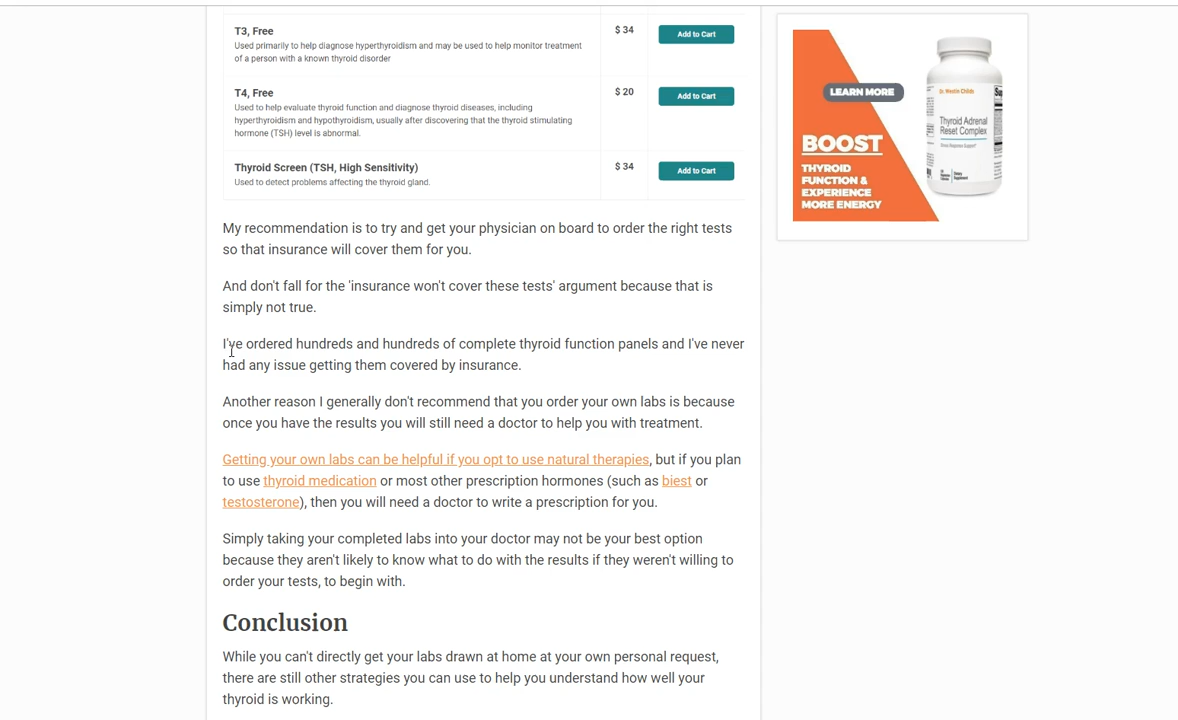 T3, Free
$ 34
Add to Cart
Used primarily to help diagnose hyperthyroidism and may be used to help monitor treatment
of a person with a known thyroid disorder
T4, Free
$ 20
Add to Cart
Used to help evaluate thyroid function and diagnose thyroid diseases, including
hyperthyroidism and hypothyroidism, usually after discovering that the thyroid stimulating
hormone (TSH) level is abnormal.
Thyroid Screen (TSH, High Sensitivity)
$ 34
Add to Cart
Used to detect problems affecting the thyroid gland.
My recommendation is to try and get your physician on board to order the right tests
so that insurance will cover them for you.
And don't fall for the 'insurance won't cover these tests' argument because that is
simply not true.
I've ordered hundreds and hundreds of complete thyroid function panels and I've never
had any issue getting them covered by insurance.
Another reason I generally don't recommend that you order your own labs is because
once you have the results you will still need a doctor to help you with treatment.
Getting your own labs can be helpful if you opt to use natural therapies, but if you plan
to use thyroid medication or most other prescription hormones (such as biest or
testosterone), then you will need a doctor to write a prescription for you.
Simply taking your completed labs into your doctor may not be your best option
because they aren't likely to know what to do with the results if they weren't willing to
order your tests, to begin with.
Conclusion
While you can't directly get your labs drawn at home at your own personal request,
there are still other strategies you can use to help you understand how well your
thyroid is working.
LEARN MORE
BOOST
THYROID
FUNCTION &
EXPERIENCE
MORE ENERGY
Dr. Westin Childs
Thyroid Adrenal
Reset Complex